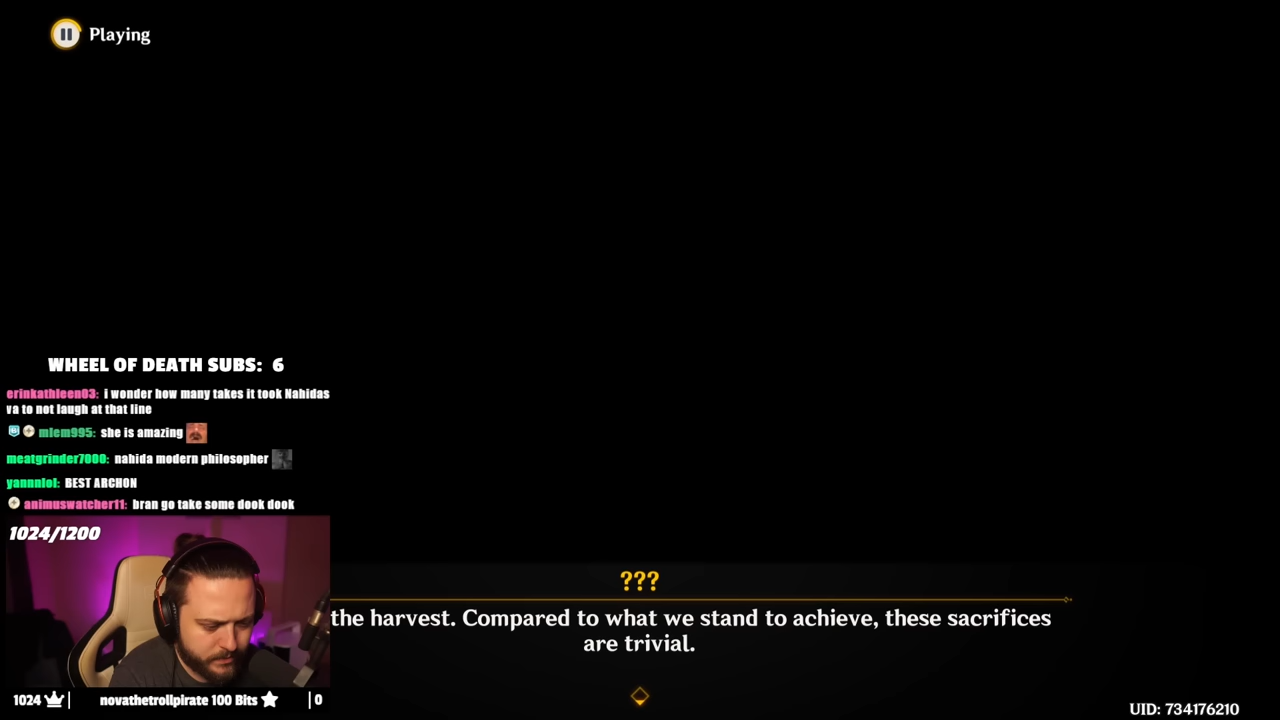 Playing
WHEEL OF DEATH SUBS: 6
erinkathleen03: i wonder how many takes it took Nahidas
va to not laugh at that line
mlem995: she is amazing
meatgrinder7000: nahida modern philosopher
yannnlol: BEST ARCHON
animuswatcher11: bran go take some dook dook
1024/1200
???
the harvest. Compared to what we stand to achieve, these sacrifices
are trivial.
1024 | novathetrollpirate 100 Bits | 0
UID: 734176210